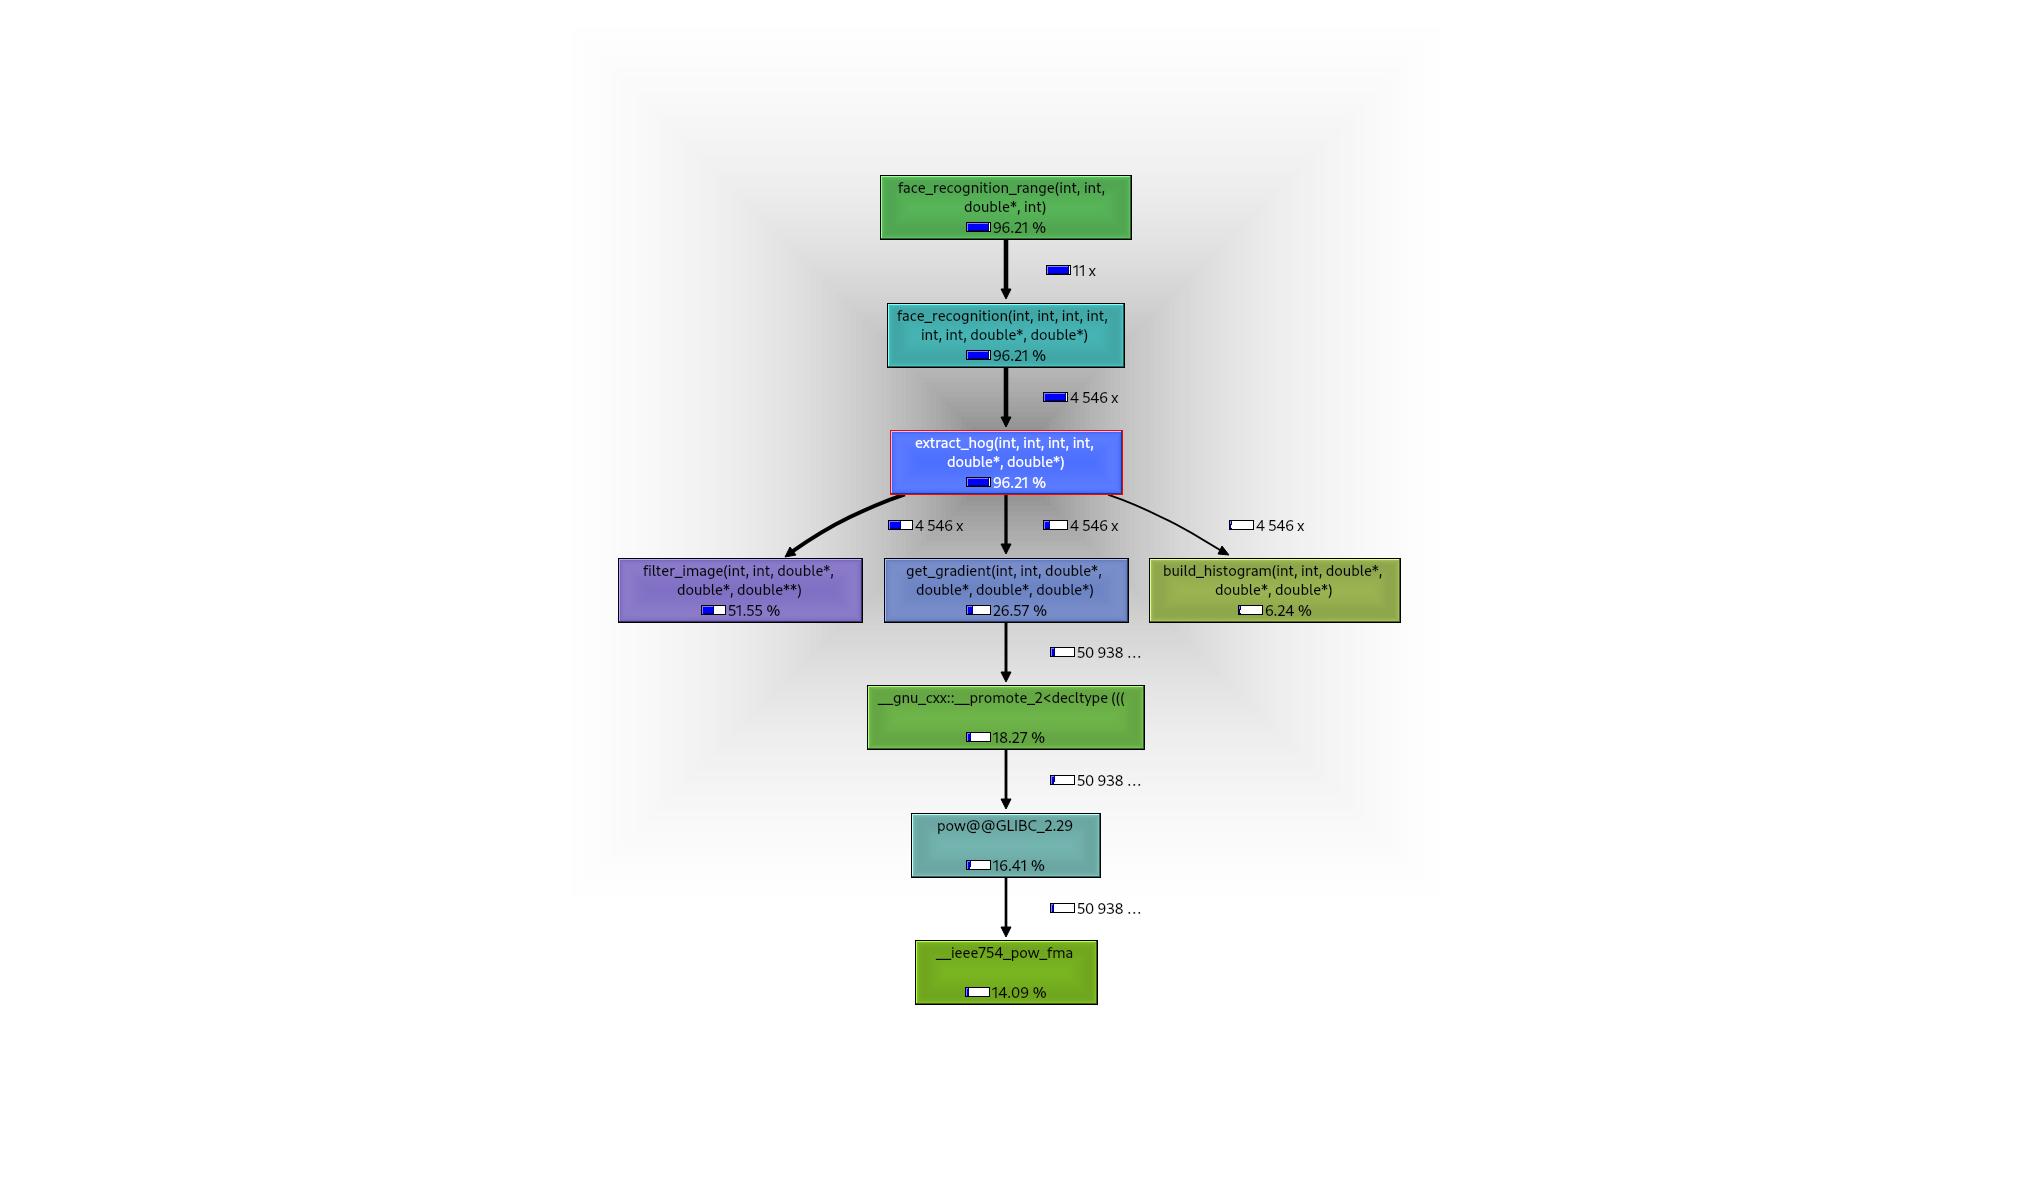 face_recognition_range(int, int,
double*, int)
96.21 %
11 x
face_recognition(int, int, int, int,
int, int, double*, double*)
96.21 %
4 546 x
extract_hog(int, int, int, int,
double*, double*)
96.21 %
4 546 x
4 546 x
4 546 x
filter_image(int, int, double*,
double*, double**)
51.55 %
get_gradient(int, int, double*,
double*, double*, double*)
26.57 %
build_histogram(int, int, double*,
double*, double*)
6.24 %
50 938 ...
__gnu_cxx::__promote_2<decltype (((
18.27 %
50 938 ...
pow@@GLIBC_2.29
16.41 %
50 938 ...
__ieee754_pow_fma
14.09 %